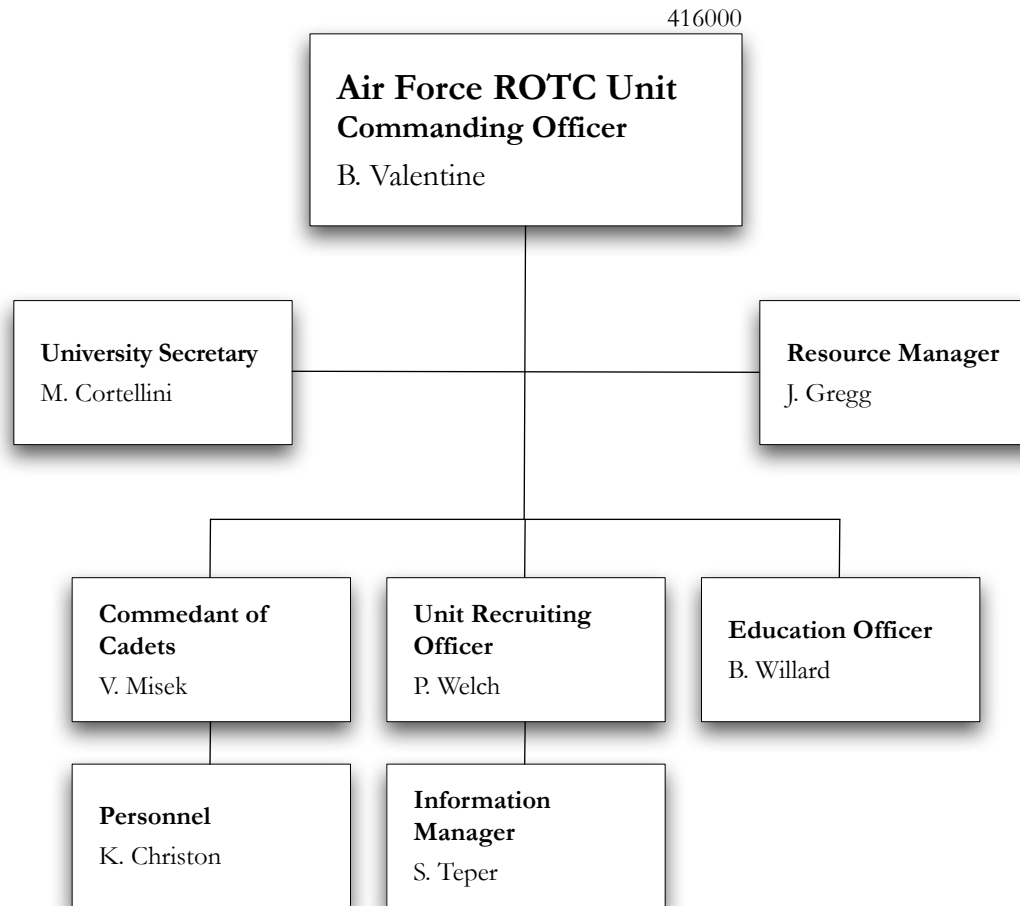 416000
Air Force ROTC Unit
Commanding Officer
B. Valentine
University Secretary
M. Cortellini
Resource Manager
J. Gregg
Commedant of
Cadets
V. Misek
Unit Recruiting
Officer
P. Welch
Education Officer
B. Willard
Personnel
K. Christon
Information
Manager
S. Teper